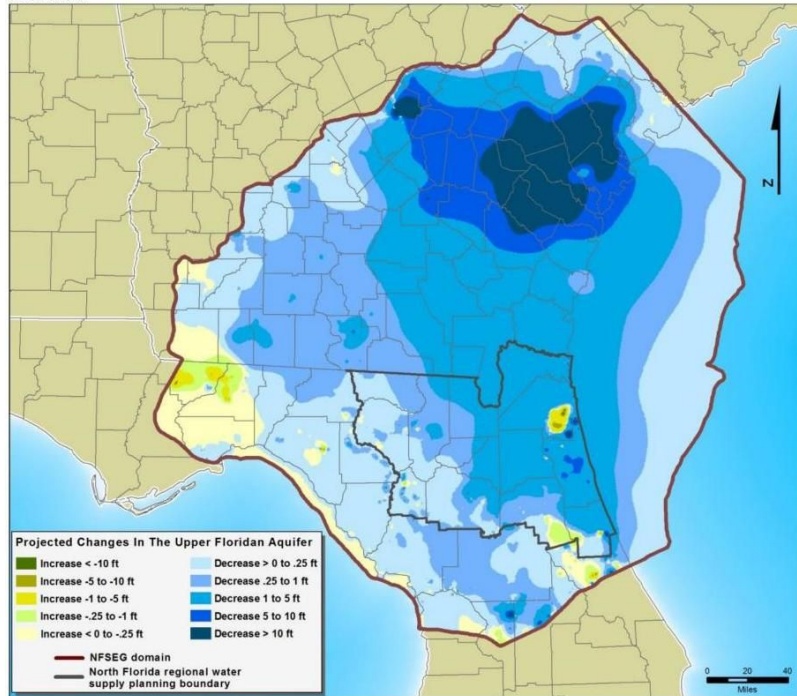 N
Projected Changes In The Upper Floridan Aquifer
Increase < -10 ft
Increase -5 to -10 ft
Increase -1 to -5 ft
Increase -.25 to -1 ft
Increase < 0 to -.25 ft
Decrease > 0 to .25 ft
Decrease .25 to 1 ft
Decrease 1 to 5 ft
Decrease 5 to 10 ft
Decrease > 10 ft
NFSEG domain
North Florida regional water
supply planning boundary
0 20 40
Miles